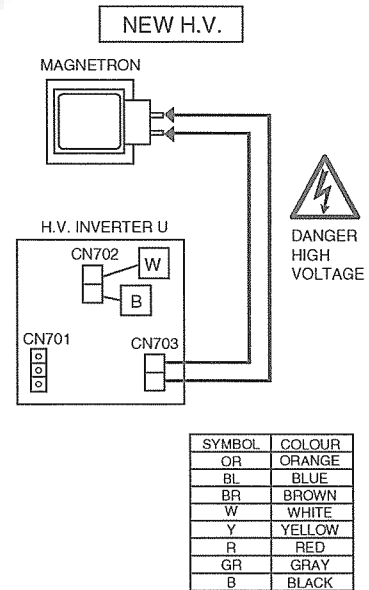 NEW H.V.
MAGNETRON
H.V. INVERTER U
CN702
W
B
CN701
CN703
DANGER
HIGH
VOLTAGE
SYMBOL COLOUR
OR ORANGE
BL BLUE
BR BROWN
W WHITE
Y YELLOW
R RED
GR GRAY
B BLACK